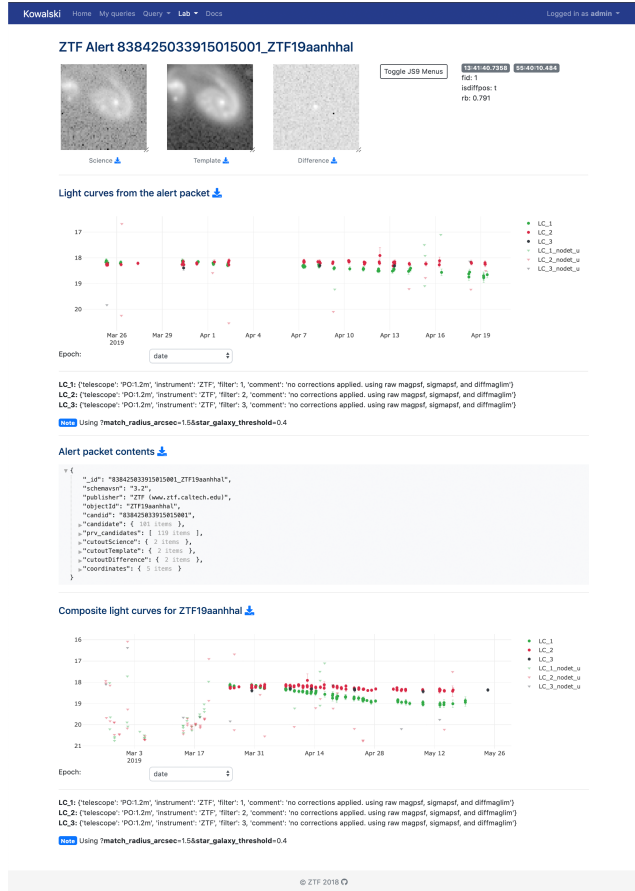 Kowalski Home My queries Query Lab Docs Logged in as admin
ZTF Alert 838425033915015001_ZTF19aanhhal
Toggle JS9 Menus
13:41:40.7358 55:40:10.484
fid: 1
isdiffpos: t
rb: 0.791
Science Template Difference
Light curves from the alert packet
17
18
19
20
Mar 26 Mar 29 Apr 1 Apr 4 Apr 7 Apr 10 Apr 13 Apr 16 Apr 19
2019
LC_1
LC_2
LC_3
LC_1_nodet_u
LC_2_nodet_u
LC_3_nodet_u
Epoch: date
LC_1: {'telescope': 'PO:1.2m', 'instrument': 'ZTF', 'filter': 1, 'comment': 'no corrections applied. using raw magpsf, sigmapsf, and diffmaglim'}
LC_2: {'telescope': 'PO:1.2m', 'instrument': 'ZTF', 'filter': 2, 'comment': 'no corrections applied. using raw magpsf, sigmapsf, and diffmaglim'}
LC_3: {'telescope': 'PO:1.2m', 'instrument': 'ZTF', 'filter': 3, 'comment': 'no corrections applied. using raw magpsf, sigmapsf, and diffmaglim'}
Note Using ?match_radius_arcsec=1.5&star_galaxy_threshold=0.4
Alert packet contents
{
"_id": "838425033915015001_ZTF19aanhhal",
"schemavsn": "3.2",
"publisher": "ZTF (www.ztf.caltech.edu)",
"objectId": "ZTF19aanhhal",
"candid": "838425033915015001",
"candidate": { 101 items },
"prv_candidates": [ 119 items ],
"cutoutScience": { 2 items },
"cutoutTemplate": { 2 items },
"cutoutDifference": { 2 items },
"coordinates": { 5 items }
}
Composite light curves for ZTF19aanhhal
16
17
18
19
20
21
Mar 3 Mar 17 Mar 31 Apr 14 Apr 28 May 12 May 26
2019
LC_1
LC_2
LC_3
LC_1_nodet_u
LC_2_nodet_u
LC_3_nodet_u
Epoch: date
LC_1: {'telescope': 'PO:1.2m', 'instrument': 'ZTF', 'filter': 1, 'comment': 'no corrections applied. using raw magpsf, sigmapsf, and diffmaglim'}
LC_2: {'telescope': 'PO:1.2m', 'instrument': 'ZTF', 'filter': 2, 'comment': 'no corrections applied. using raw magpsf, sigmapsf, and diffmaglim'}
LC_3: {'telescope': 'PO:1.2m', 'instrument': 'ZTF', 'filter': 3, 'comment': 'no corrections applied. using raw magpsf, sigmapsf, and diffmaglim'}
Note Using ?match_radius_arcsec=1.5&star_galaxy_threshold=0.4
© ZTF 2018